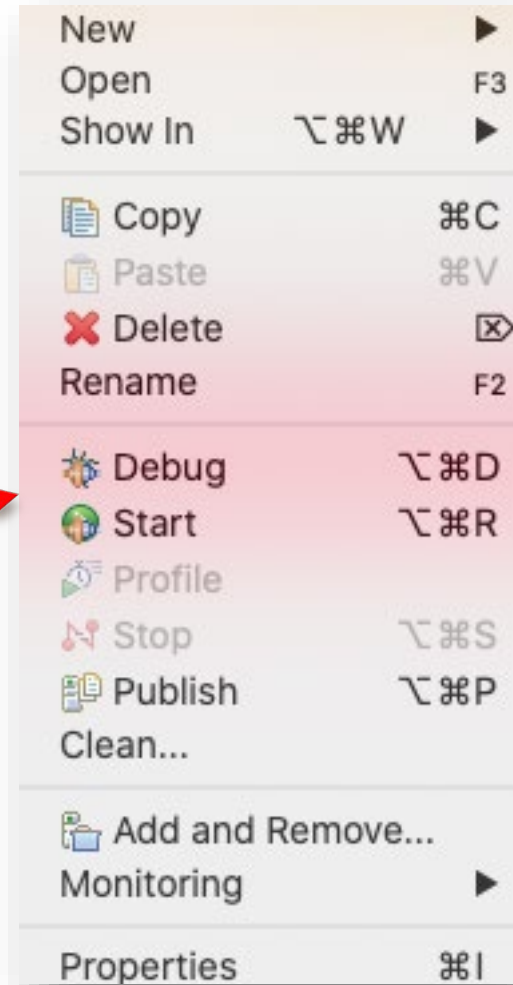 New ▶
Open F3
Show In ⌥⌘W ▶
Copy ⌘C
Paste ⌘V
Delete ⌦
Rename F2
Debug ⌥⌘D
Start ⌥⌘R
Profile
Stop ⌥⌘S
Publish ⌥⌘P
Clean...
Add and Remove...
Monitoring ▶
Properties ⌘I